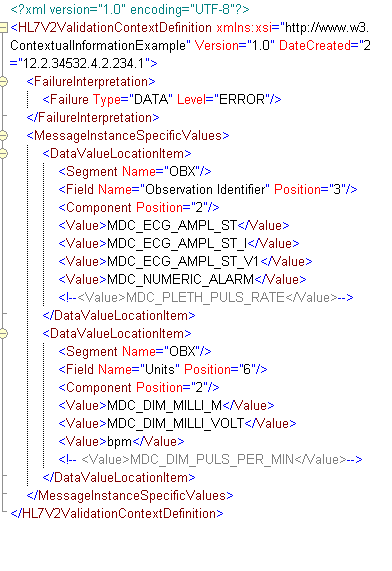 <?xml version="1.0" encoding="UTF-8"?>
<HL7V2ValidationContextDefinition xmlns:xsi="http://www.w3.
ContextualInformationExample" Version="1.0" DateCreated="2
="12.2.34532.4.2.234.1">
<FailureInterpretation>
<Failure Type="DATA" Level="ERROR"/>
</FailureInterpretation>
<MessageInstanceSpecificValues>
<DataValueLocationItem>
<Segment Name="OBX"/>
<Field Name="Observation Identifier" Position="3"/>
<Component Position="2"/>
<Value>MDC_ECG_AMPL_ST</Value>
<Value>MDC_ECG_AMPL_ST_I</Value>
<Value>MDC_ECG_AMPL_ST_V1</Value>
<Value>MDC_NUMERIC_ALARM</Value>
<!--<Value>MDC_PLETH_PULS_RATE</Value>-->
</DataValueLocationItem>
<DataValueLocationItem>
<Segment Name="OBX"/>
<Field Name="Units" Position="6"/>
<Component Position="2"/>
<Value>MDC_DIM_MILLI_M</Value>
<Value>MDC_DIM_MILLI_VOLT</Value>
<Value>bpm</Value>
<!-- <Value>MDC_DIM_PULS_PER_MIN</Value>-->
</DataValueLocationItem>
</MessageInstanceSpecificValues>
</HL7V2ValidationContextDefinition>